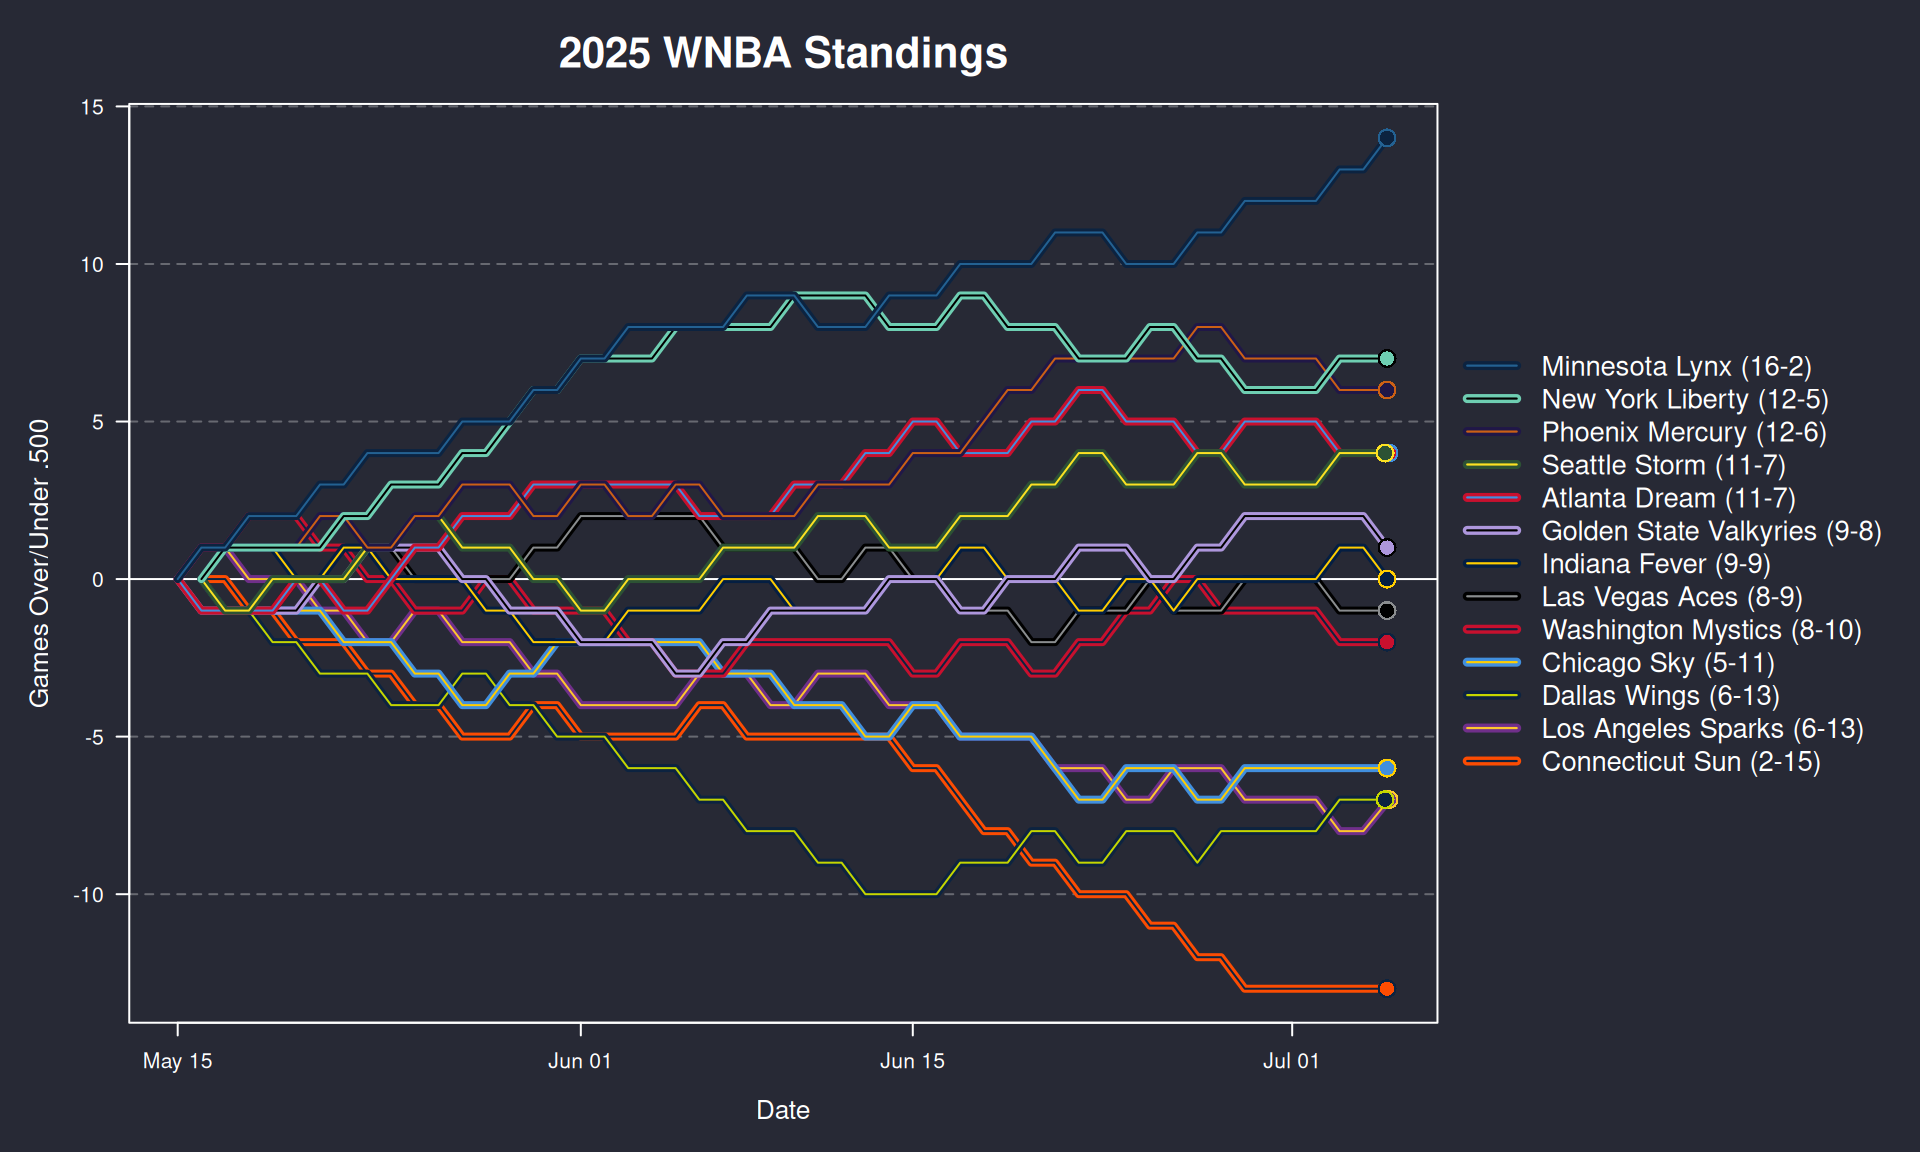 2025 WNBA Standings
Games Over/Under .500
15
10
5
0
-5
-10
May 15
Jun 01
Jun 15
Jul 01
Date
Minnesota Lynx (16-2)
New York Liberty (12-5)
Phoenix Mercury (12-6)
Seattle Storm (11-7)
Atlanta Dream (11-7)
Golden State Valkyries (9-8)
Indiana Fever (9-9)
Las Vegas Aces (8-9)
Washington Mystics (8-10)
Chicago Sky (5-11)
Dallas Wings (6-13)
Los Angeles Sparks (6-13)
Connecticut Sun (2-15)